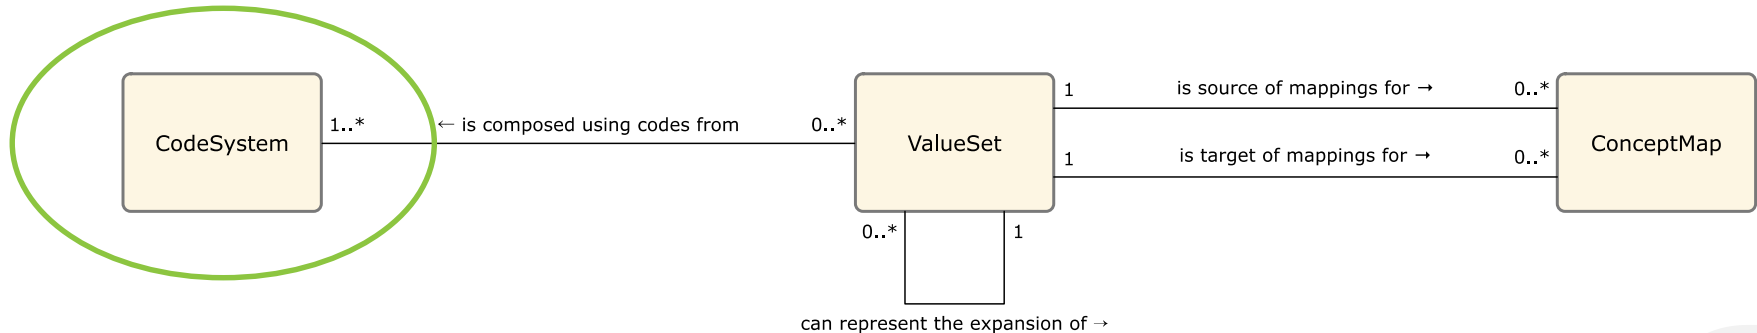 1 is source of mappings for → 0..*
1..* ← is composed using codes from 0..*
CodeSystem ValueSet ConceptMap
1 is target of mappings for → 0..*
0..* 1
can represent the expansion of →